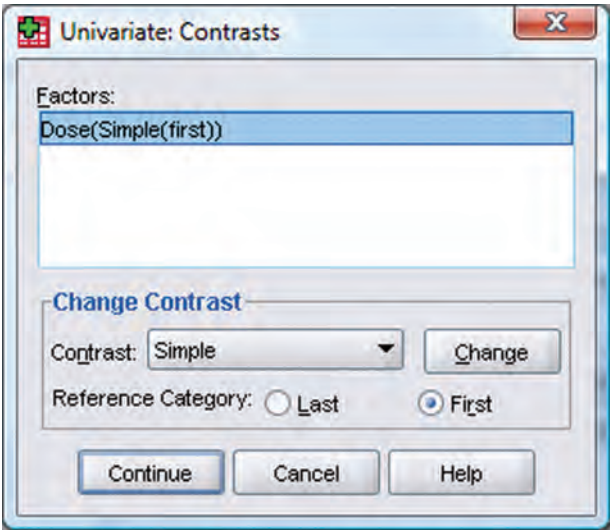 Univariate: Contrasts
Factors:
Dose(Simple(first))
Change Contrast
Contrast: Simple Change
Reference Category: Last First
Continue Cancel Help